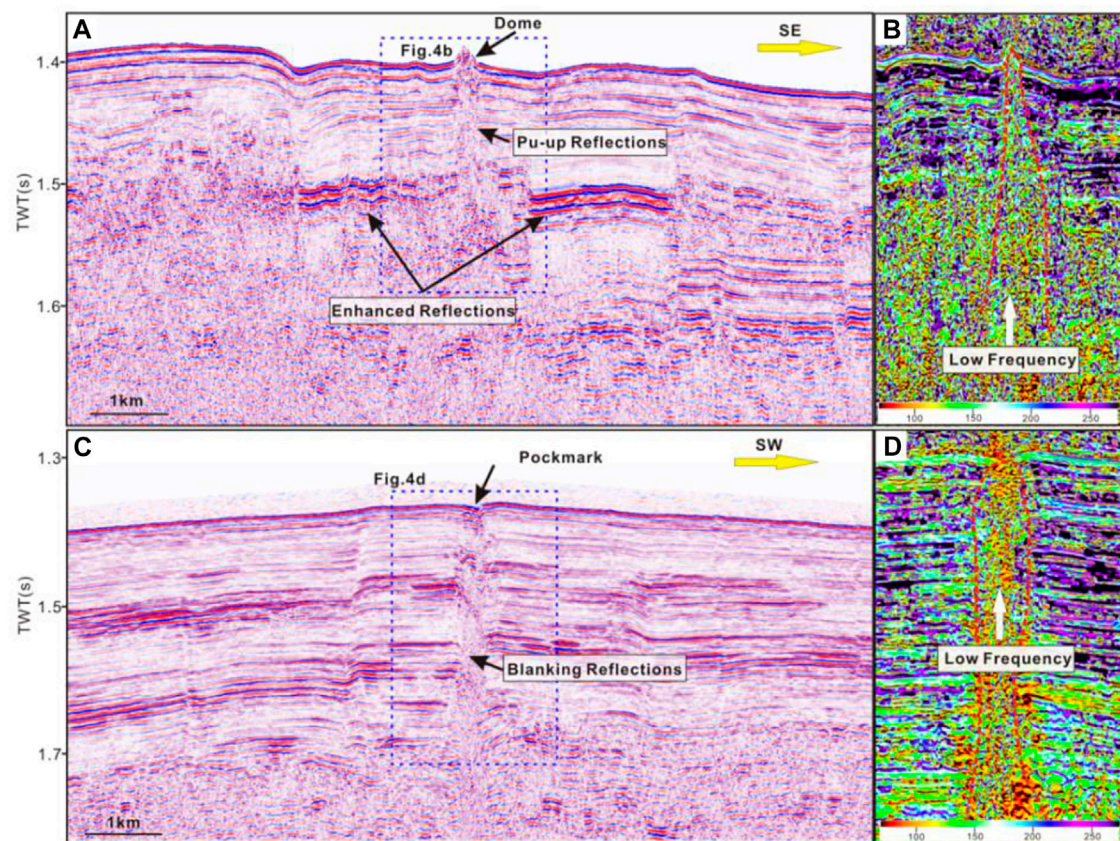 A
Dome
Fig.4b
SE
1.4
Pu-up Reflections
1.5
TWT(s)
Enhanced Reflections
1.6
1km
B
Low Frequency
100 150 200 250
C
SW
1.3
Pockmark
Fig.4d
TWT(s)
1.5
Blanking Reflections
1.7
1km
D
Low Frequency
100 150 200 250